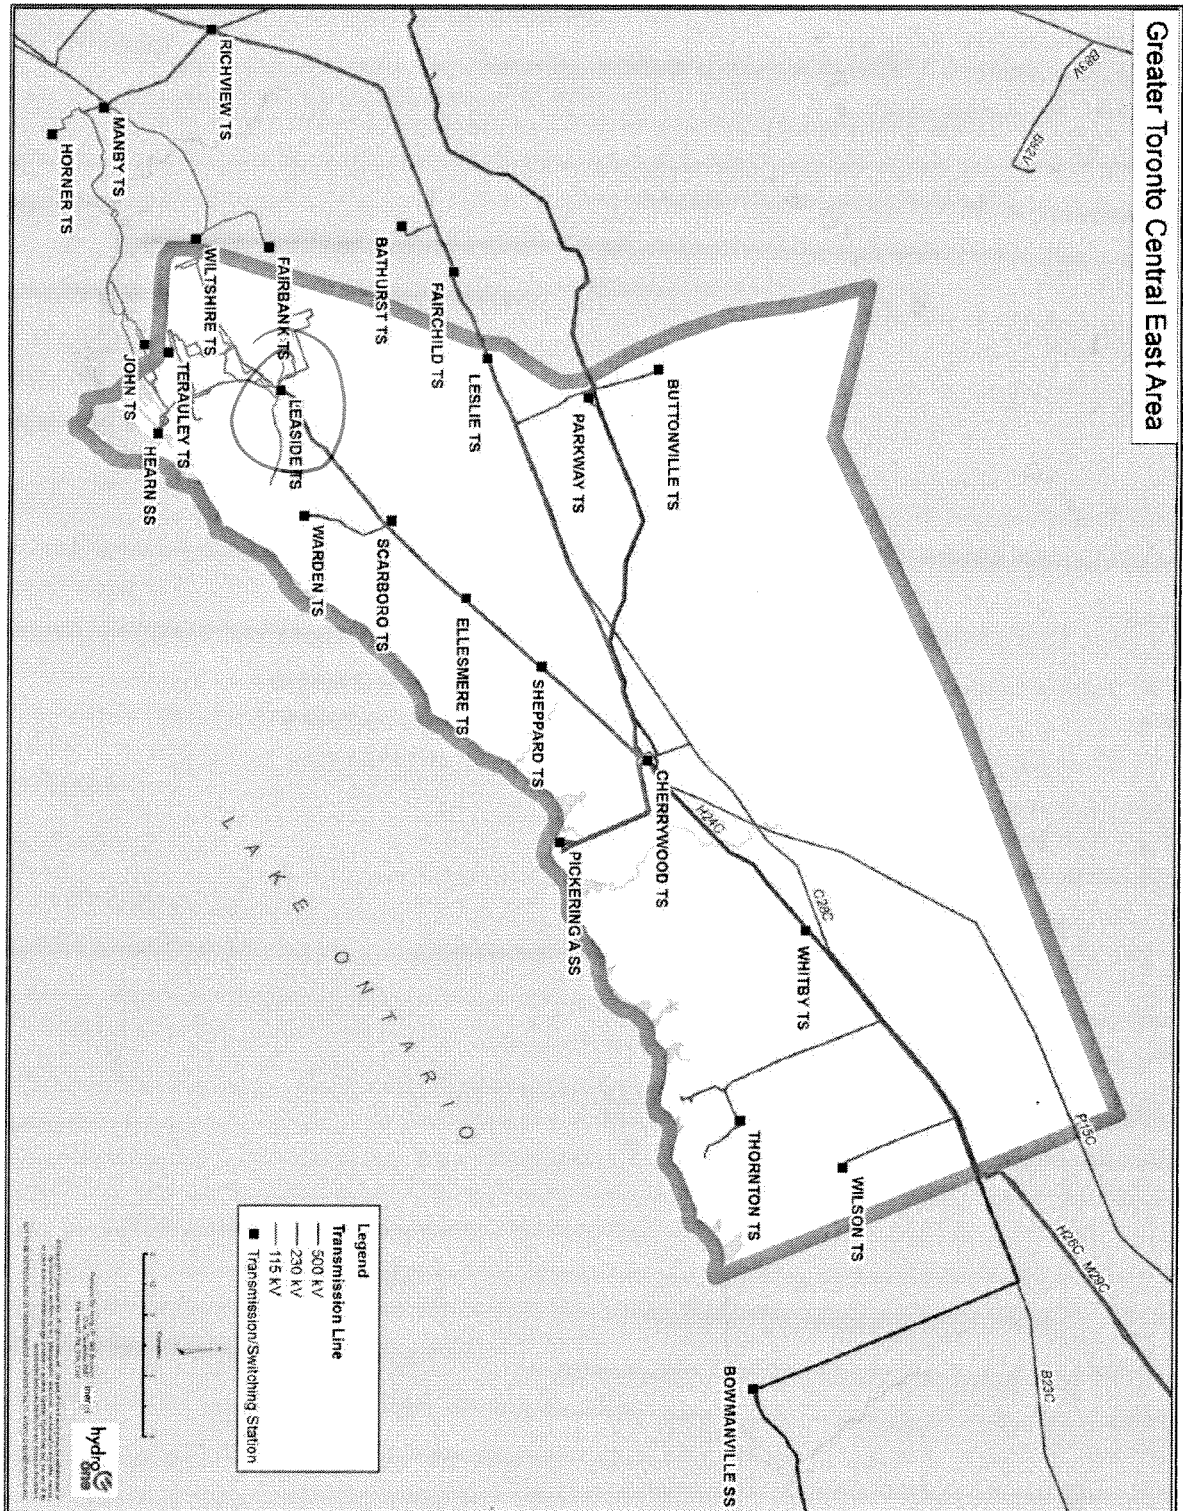 Greater Toronto Central East Area
B83V
B82V
RICHVIEW TS
MANBY TS
HORNER TS
BATHURST TS
FAIRCHILD TS
FAIRBANK TS
WILTSHIRE TS
LESLIE TS
BUTTONVILLE TS
PARKWAY TS
LEASIDE TS
TERAULEY TS
JOHN TS
HEARN SS
WARDEN TS
SCARBORO TS
ELLESMERE TS
SHEPPARD TS
CHERRYWOOD TS
PICKERING A SS
H24C
C28C
WHITBY TS
P15C
THORNTON TS
WILSON TS
H26C M29C
B23C
BOWMANVILLE SS
LAKE ONTARIO
Legend
Transmission Line
500 kV
230 kV
115 kV
Transmission/Switching Station
hydro
one